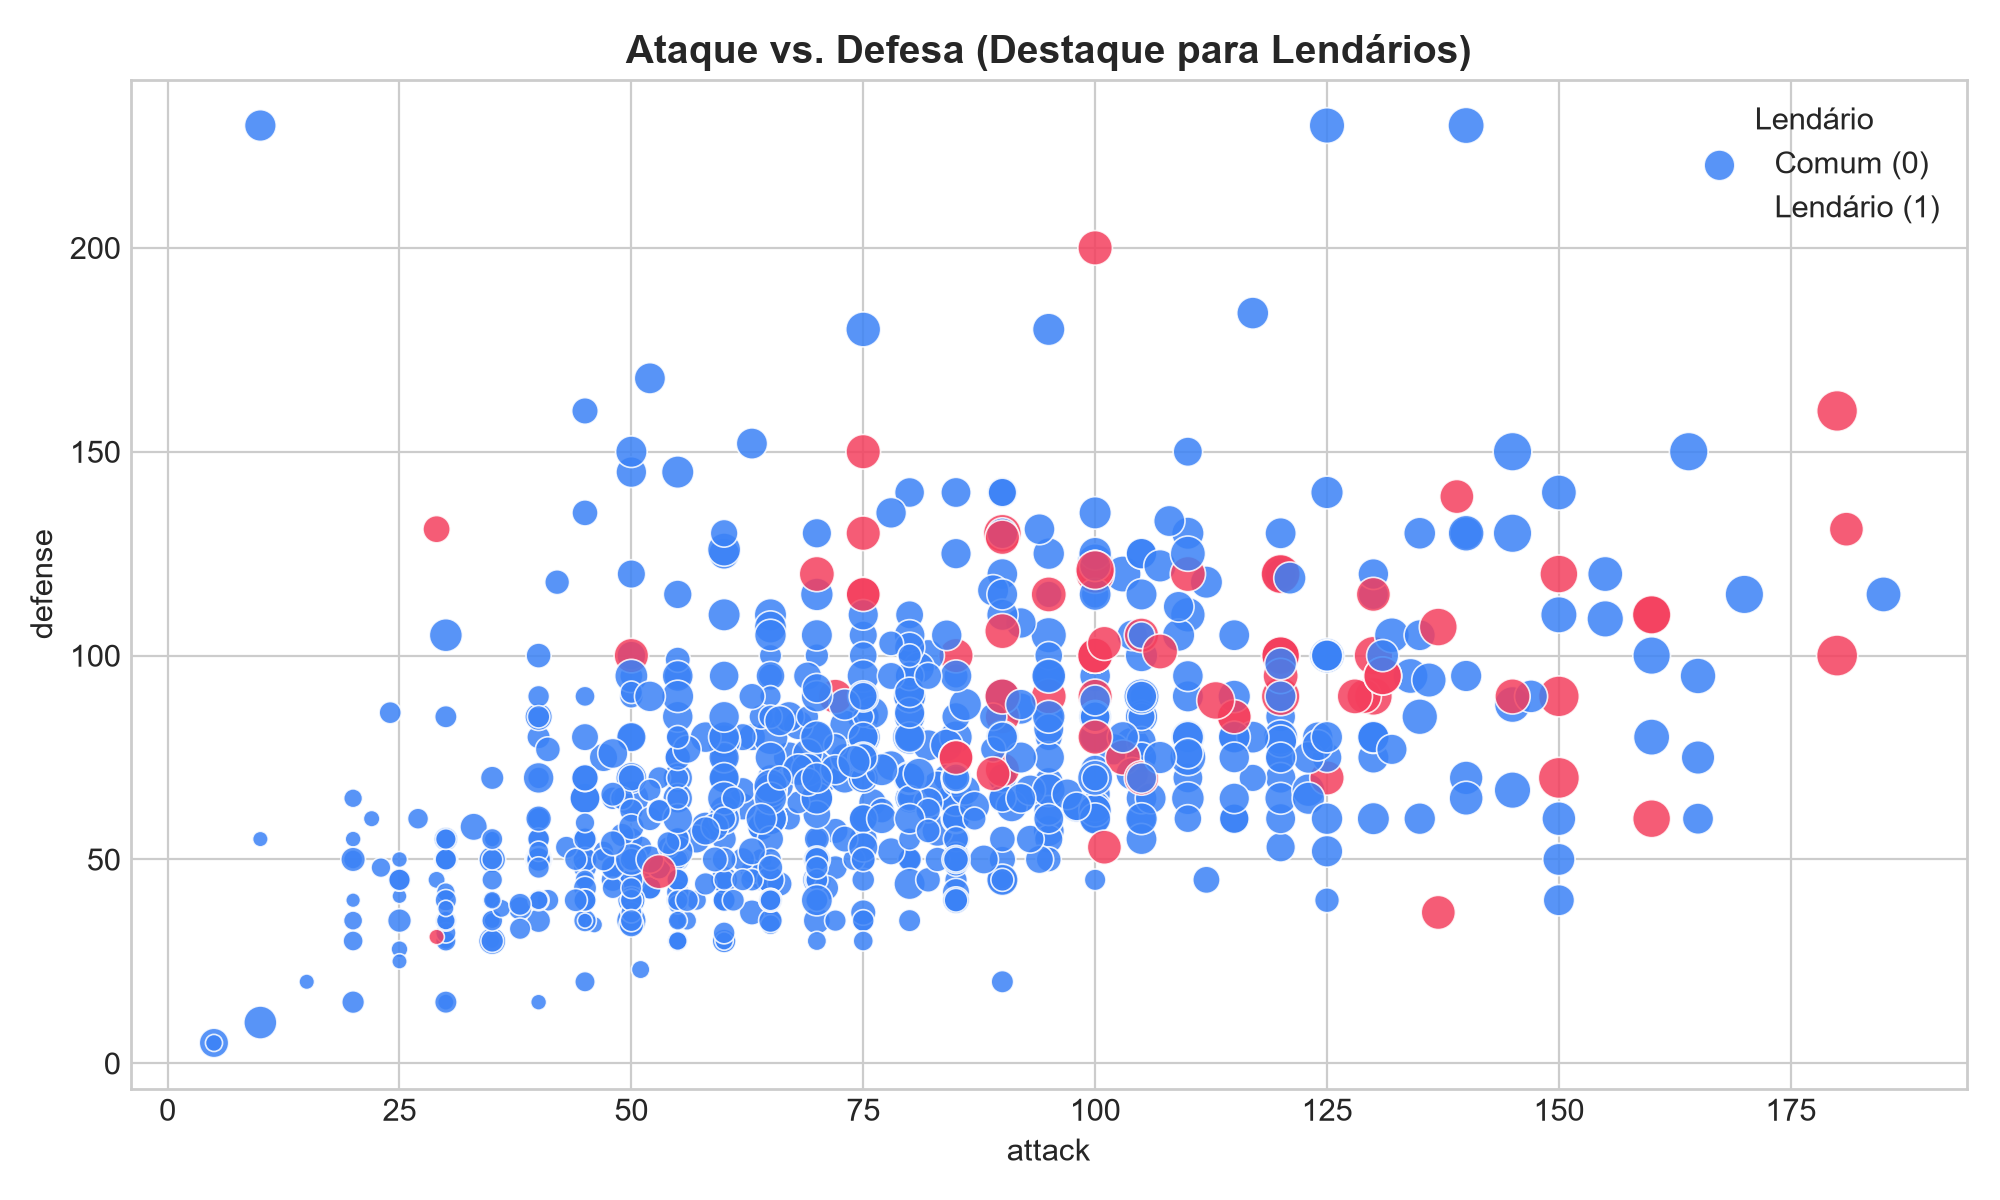 Ataque vs. Defesa (Destaque para Lendários)
Lendário
Comum (0)
Lendário (1)
defense
200
150
100
50
0
0 25 50 75 100 125 150 175
attack